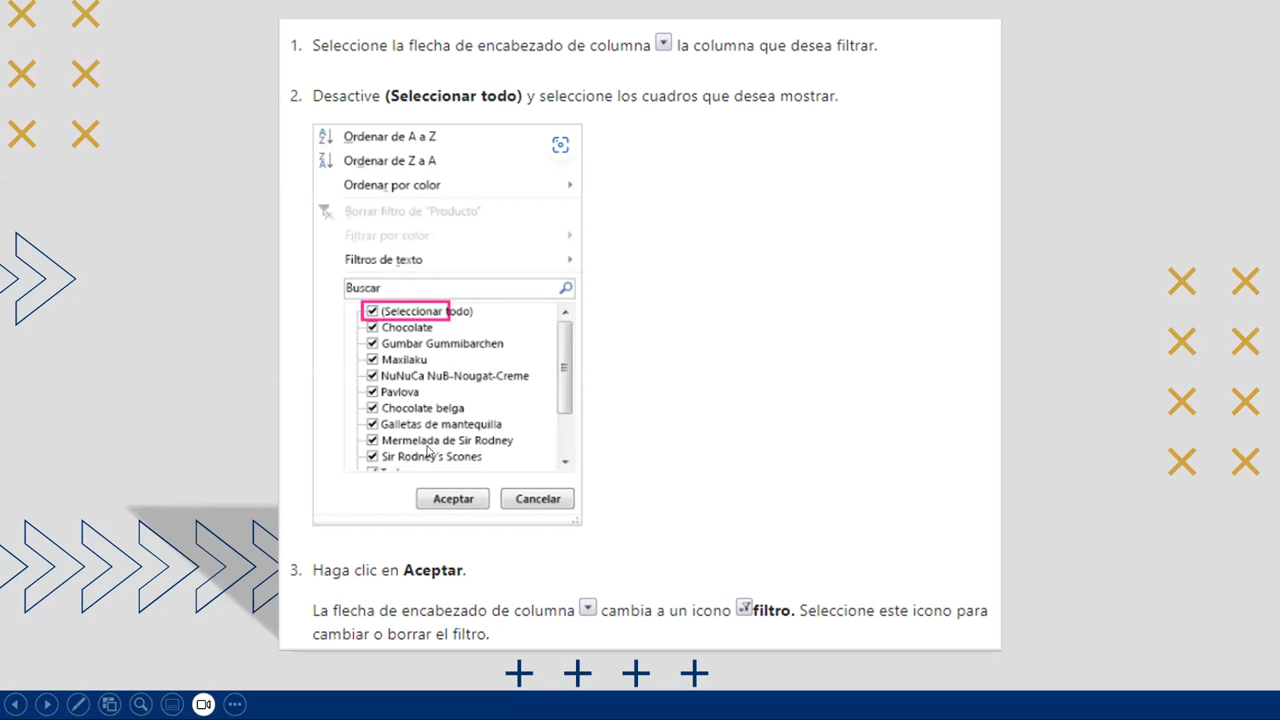 1. Seleccione la flecha de encabezado de columna la columna que desea filtrar.
2. Desactive (Seleccionar todo) y seleccione los cuadros que desea mostrar.
Ordenar de A a Z
Ordenar de Z a A
Ordenar por color
Borrar filtro de "Producto"
Filtrar por color
Filtros de texto
Buscar
(Seleccionar todo)
Chocolate
Gumbar Gummibarchen
Maxilaku
NuNuCa NuB-Nougat-Creme
Pavlova
Chocolate belga
Galletas de mantequilla
Mermelada de Sir Rodney
Sir Rodney's Scones
Aceptar Cancelar
3. Haga clic en Aceptar.
La flecha de encabezado de columna cambia a un icono filtro. Seleccione este icono para
cambiar o borrar el filtro.